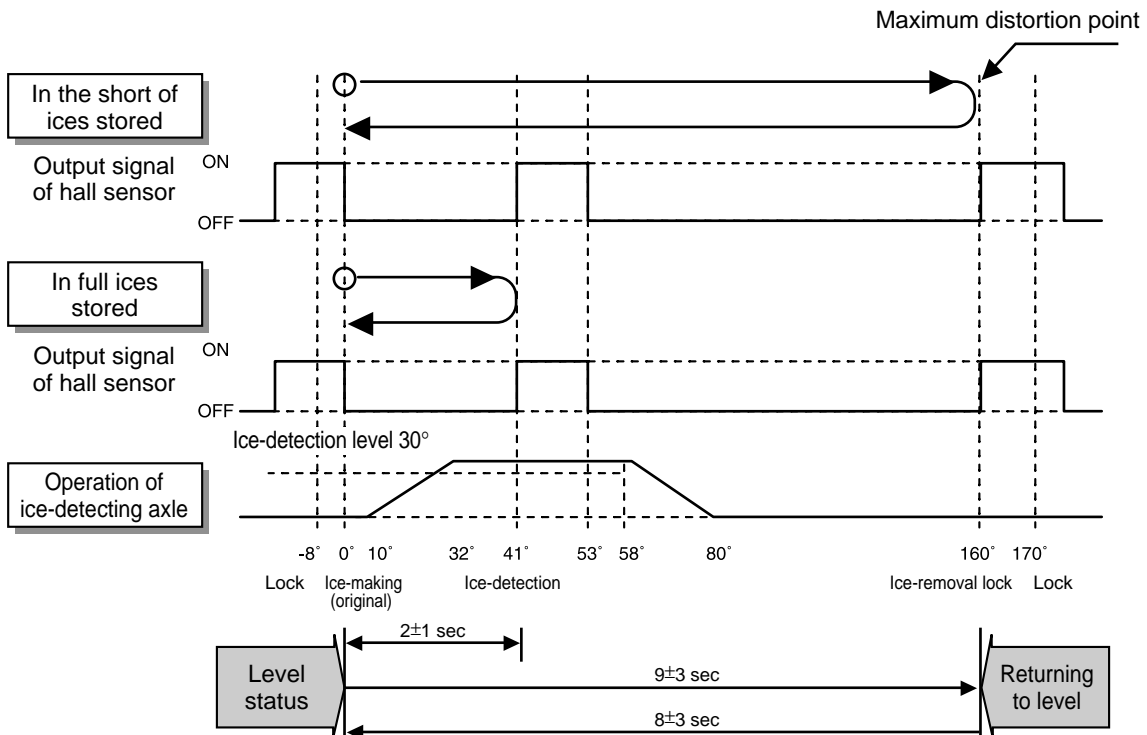 Maximum distortion point
In the short of
ices stored
Output signal
of hall sensor
ON
OFF
In full ices
stored
Output signal
of hall sensor
ON
OFF
Ice-detection level 30°
Operation of
ice-detecting axle
-8° 0° 10° 32° 41° 53° 58° 80° 160° 170°
Lock Ice-making Ice-detection Ice-removal lock Lock
(original)
2±1 sec
Level
status
9±3 sec
Returning
to level
8±3 sec